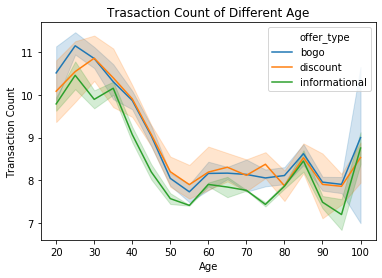 Trasaction Count of Different Age
offer_type
bogo
discount
informational
Transaction Count
11
10
9
8
7
20 30 40 50 60 70 80 90 100
Age